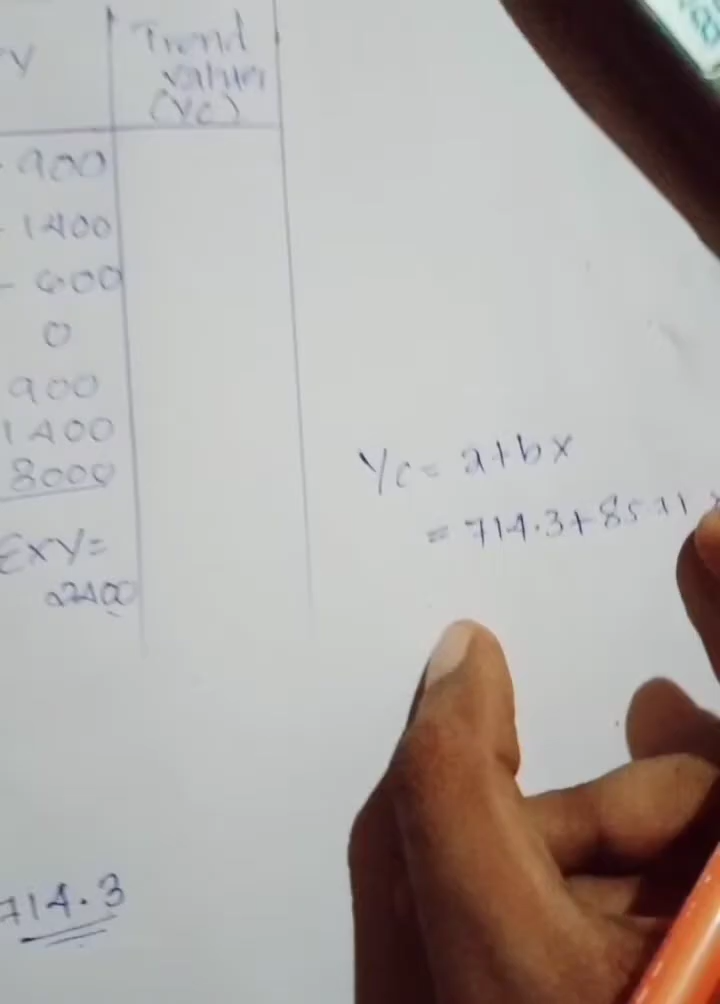 Y
Trend
values
(Yc)
- 900
- 1400
- 600
0
900
1400
8000
ΣXY=
2400
Yc = a+bx
= 714.3+85.71 x
714.3